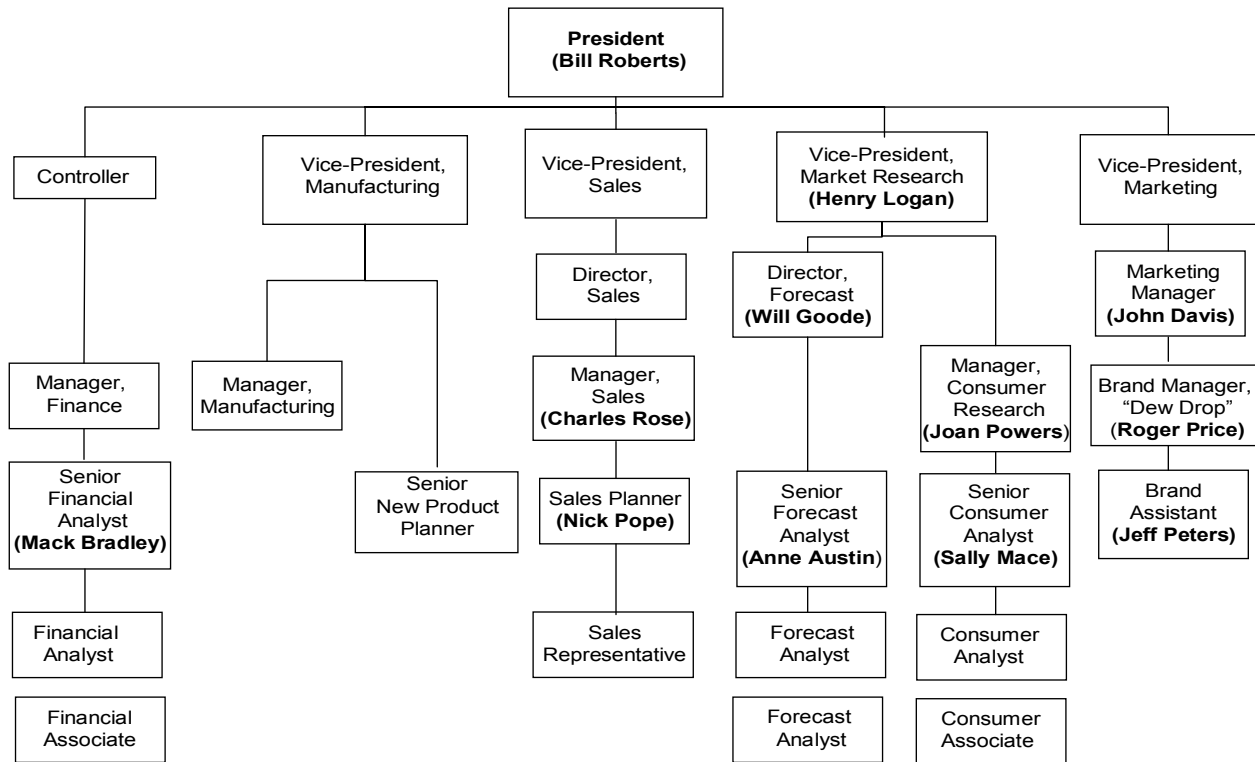 President
(Bill Roberts)
Controller
Vice-President,
Manufacturing
Vice-President,
Sales
Vice-President,
Market Research
(Henry Logan)
Vice-President,
Marketing
Director,
Sales
Director,
Forecast
(Will Goode)
Marketing
Manager
(John Davis)
Manager,
Finance
Manager,
Manufacturing
Manager,
Sales
(Charles Rose)
Manager,
Consumer
Research
(Joan Powers)
Brand Manager,
“Dew Drop”
(Roger Price)
Senior
Financial
Analyst
(Mack Bradley)
Senior
New Product
Planner
Sales Planner
(Nick Pope)
Senior
Forecast
Analyst
(Anne Austin)
Senior
Consumer
Analyst
(Sally Mace)
Brand
Assistant
(Jeff Peters)
Financial
Analyst
Sales
Representative
Forecast
Analyst
Consumer
Analyst
Financial
Associate
Forecast
Analyst
Consumer
Associate